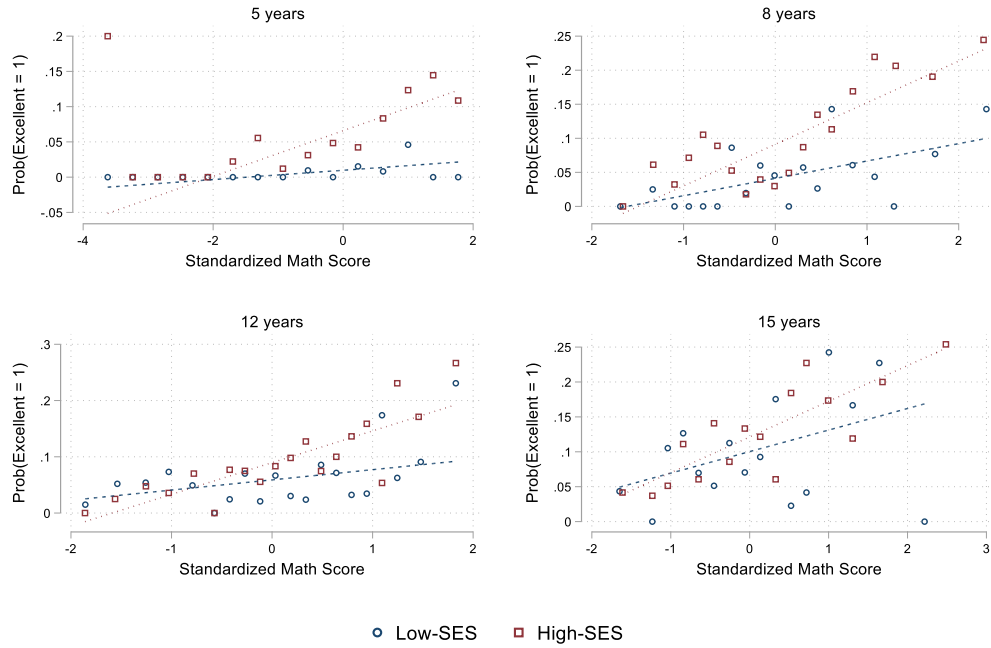 5 years
Prob(Excellent = 1)
.2
.15
.1
.05
0
-.05
-4 -2 0 2
Standardized Math Score
8 years
Prob(Excellent = 1)
.25
.2
.15
.1
.05
0
-2 -1 0 1 2
Standardized Math Score
12 years
Prob(Excellent = 1)
.3
.2
.1
0
-2 -1 0 1 2
Standardized Math Score
15 years
Prob(Excellent = 1)
.25
.2
.15
.1
.05
0
-2 -1 0 1 2 3
Standardized Math Score
Low-SES High-SES